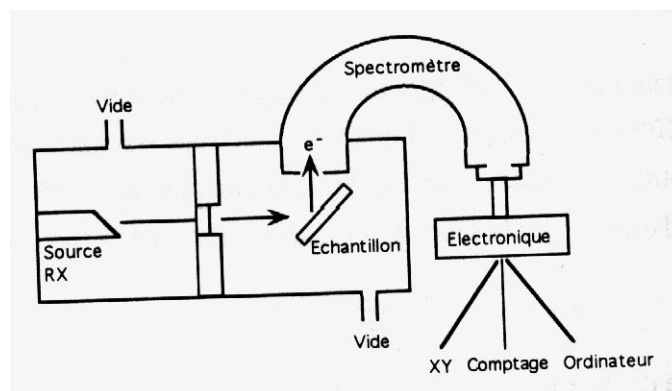 Spectromètre
Vide
e-
Source
RX
Echantillon
Electronique
Vide
XY Comptage Ordinateur